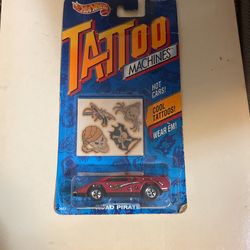 Hot Wheels
TATTOO
MACHINES
HOT
CARS!
COOL
TATTOOS!
WEAR EM!
PIRATE